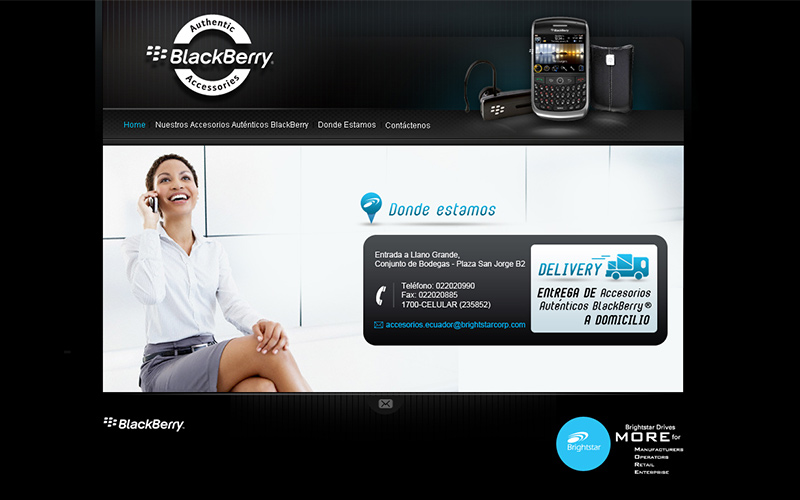 Authentic
BlackBerry
Accessories
Home
Nuestros Accesorios Auténticos BlackBerry
Donde Estamos
Contáctenos
Donde estamos
Entrada a Llano Grande,
Conjunto de Bodegas - Plaza San Jorge B2
Teléfono: 022020990
Fax: 022020885
1700-CELULAR (235852)
accesorios.ecuador@brightstarcorp.com
DELIVERY
ENTREGA DE Accesorios
Autenticos BlackBerry®
A DOMICILIO
BlackBerry
Brightstar
Brightstar Drives
MORE for
Manufacturers
Operators
Retail
Enterprise